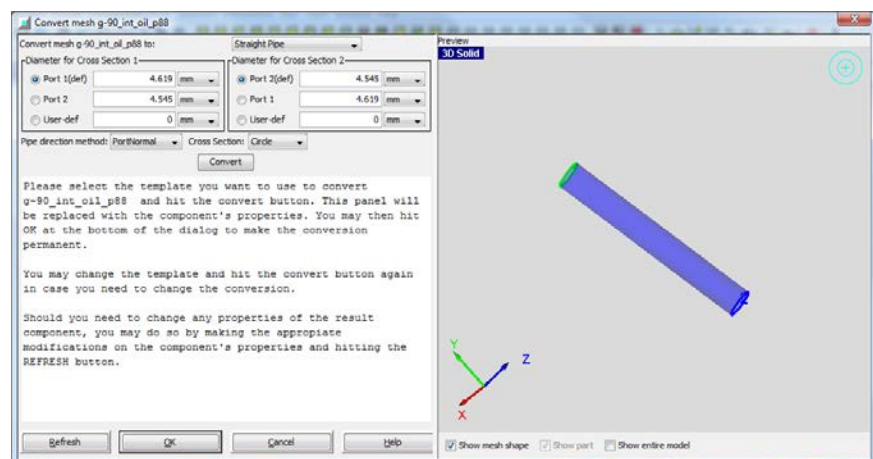 Convert mesh g-90_int_oil_p88
Convert mesh g-90_int_oil_p88 to: Straight Pipe
Diameter for Cross Section 1 Diameter for Cross Section 2
Port 1(def) 4.619 mm Port 2(def) 4.545 mm
Port 2 4.545 mm Port 1 4.619 mm
User-def 0 mm User-def 0 mm
Pipe direction method: PortNormal Cross Section: Circle
Convert
Please select the template you want to use to convert
g-90_int_oil_p88 and hit the convert button. This panel will
be replaced with the component's properties. You may then hit
OK at the bottom of the dialog to make the conversion
permanent.
You may change the template and hit the convert button again
in case you need to change the conversion.
Should you need to change any properties of the result
component, you may do so by making the appropiate
modifications on the component's properties and hitting the
REFRESH button.
Refresh OK Cancel Help
Preview
3D Solid
Y
Z
X
Show mesh shape Show part Show entire model